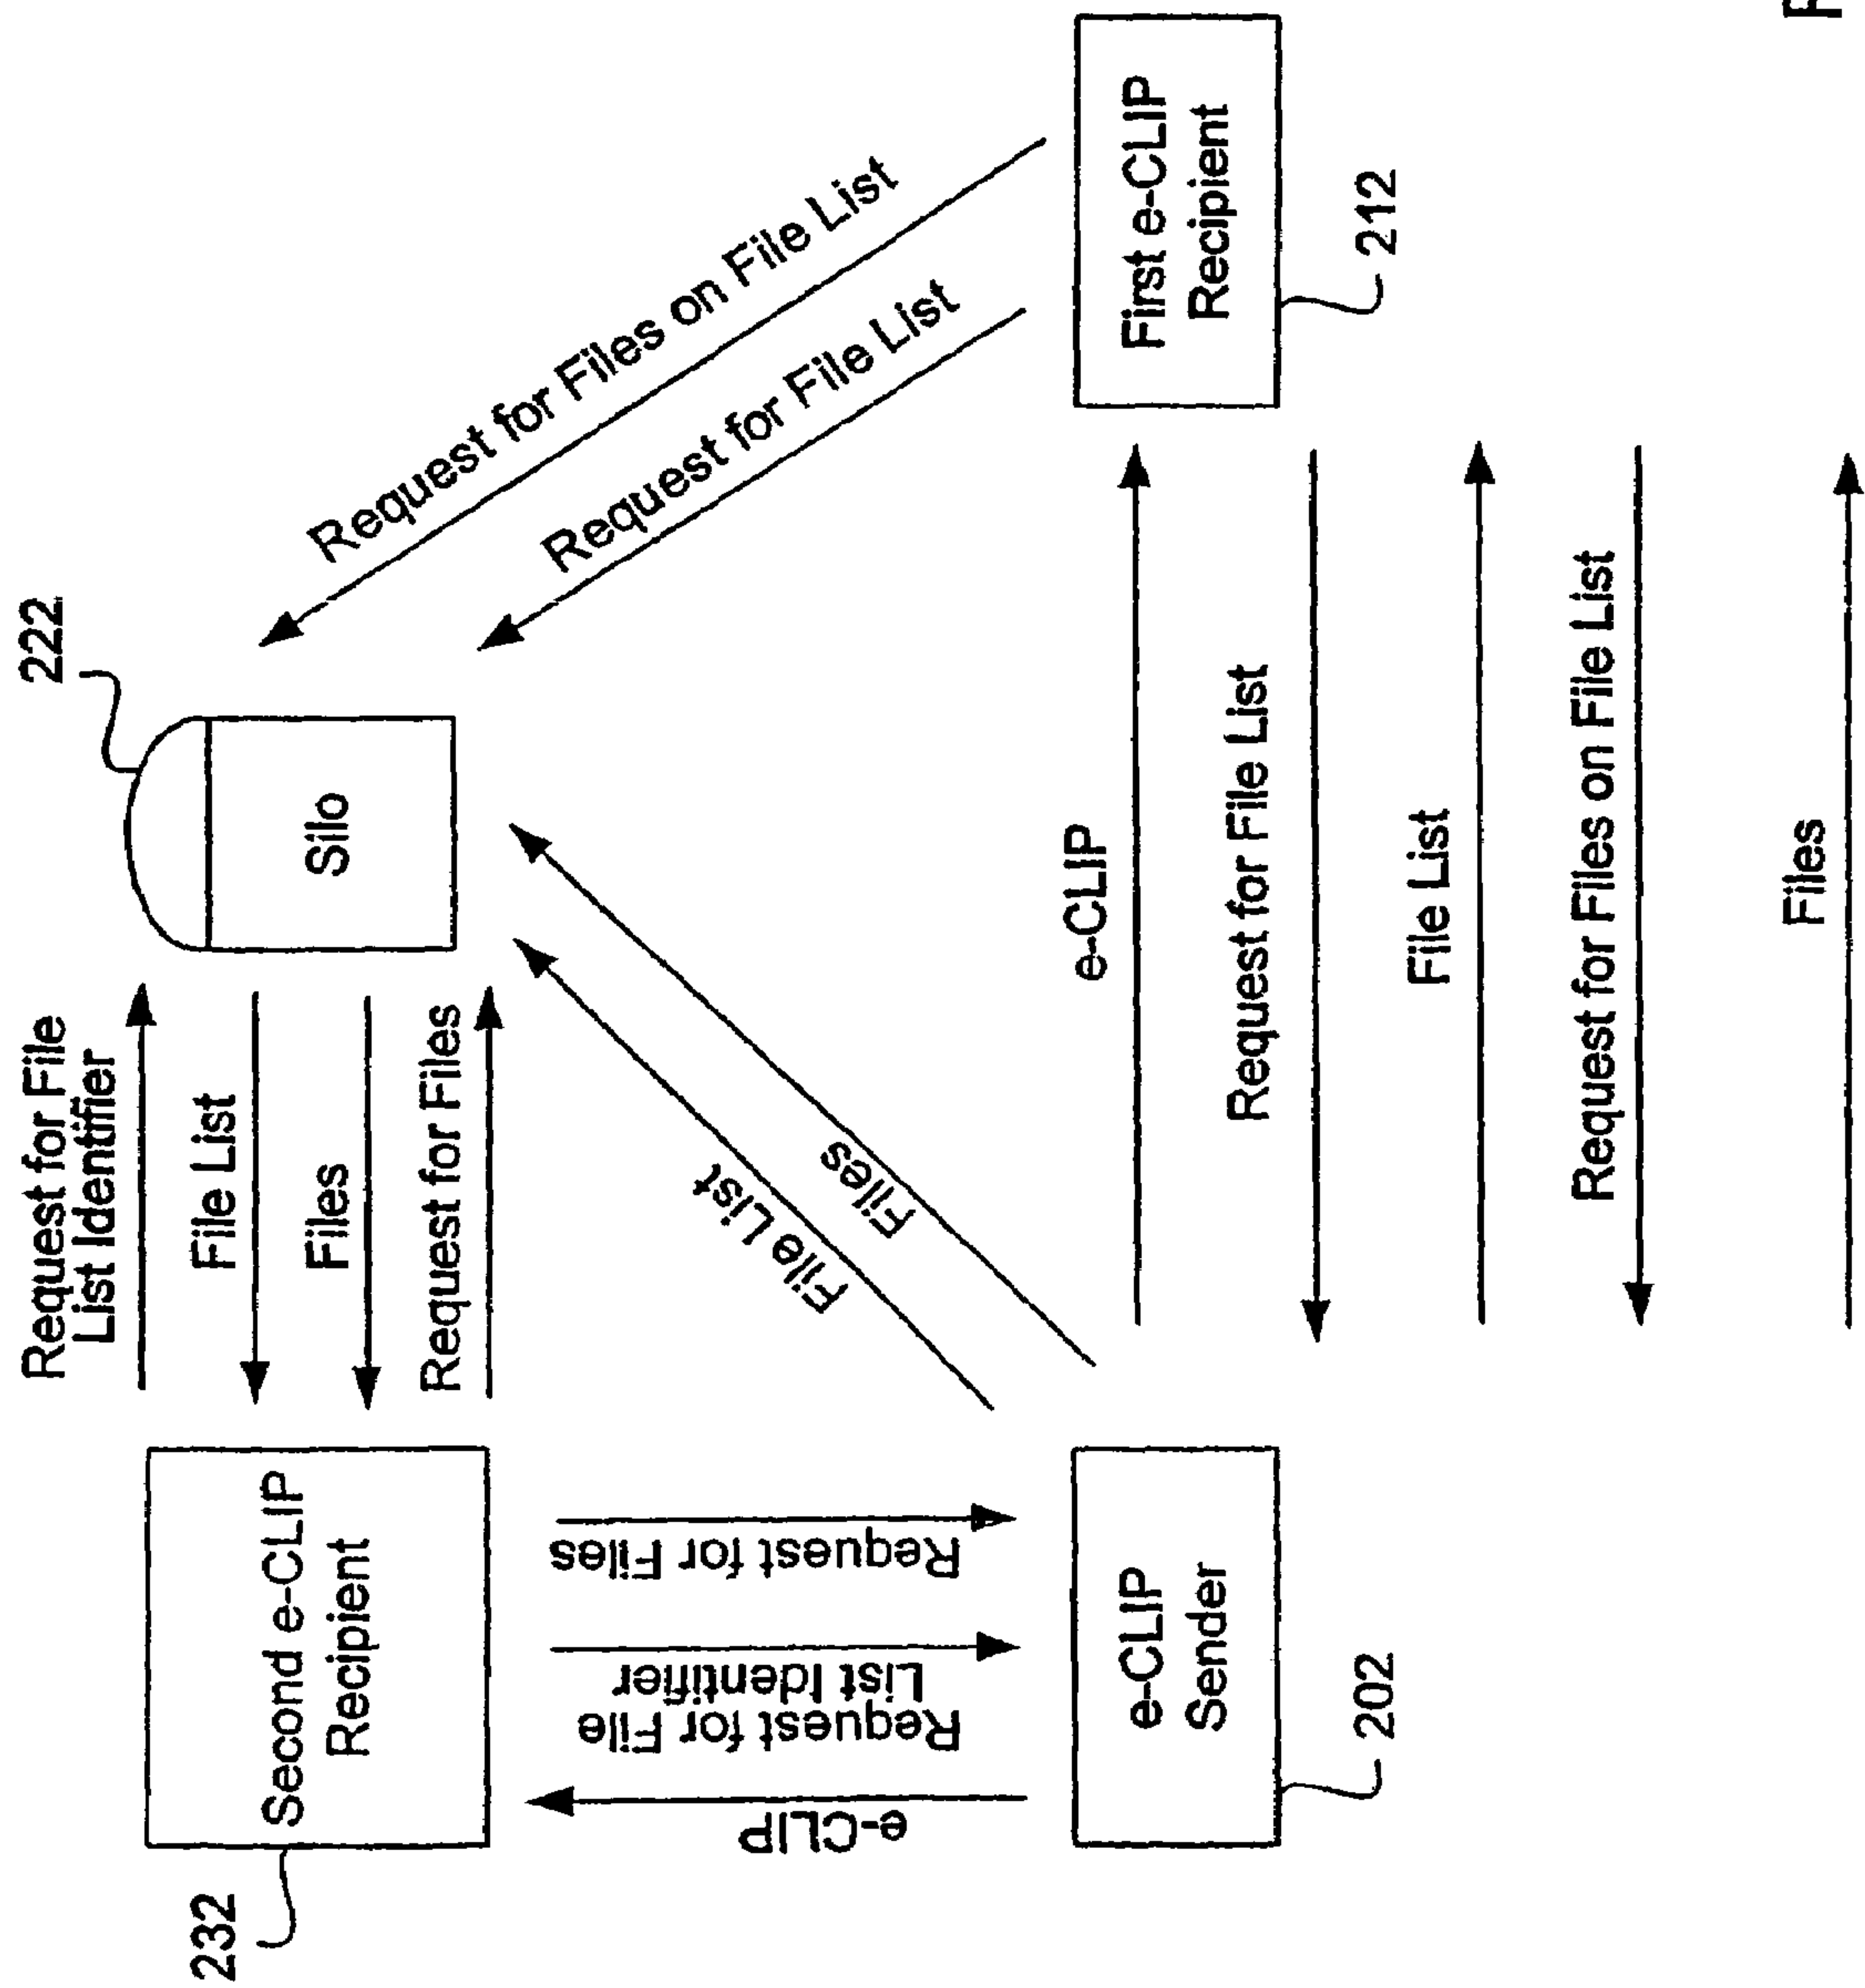 232
Second e-CLIP
Recipient
Request for File
List Identifier
File List
Files
Request for Files
222
Silo
Request for Files on File List
Request for File List
e-CLIP
Request for File
List Identifier
Request for Files
File List
Files
e-CLIP
Sender
202
First e-CLIP
Recipient
212
e-CLIP
Request for File List
File List
Request for Files on File List
Files